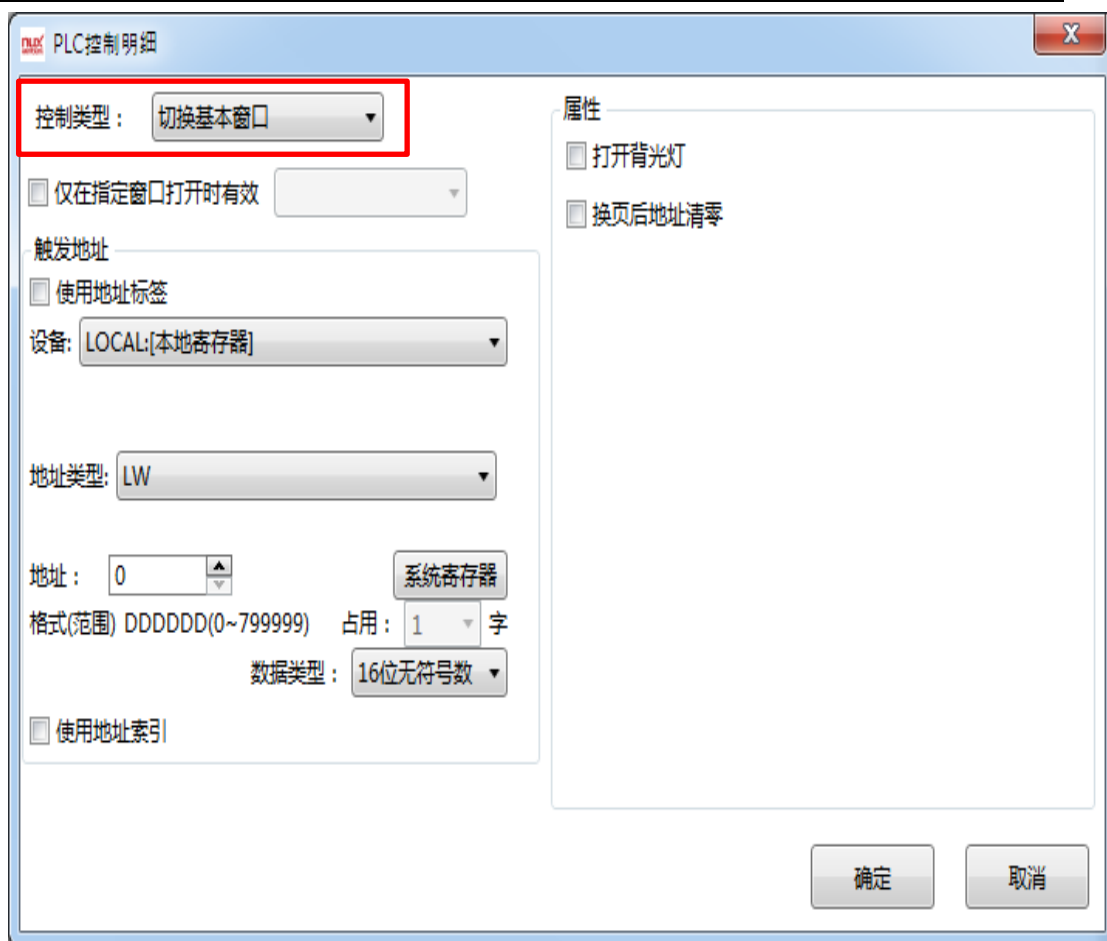 PLC控制明细
控制类型： 切换基本窗口
仅在指定窗口打开时有效
触发地址
使用地址标签
设备: LOCAL:[本地寄存器]
地址类型: LW
地址： 0 系统寄存器
格式(范围) DDDDDD(0~799999) 占用： 1 字
数据类型： 16位无符号数
使用地址索引
属性
打开背光灯
换页后地址清零
确定 取消